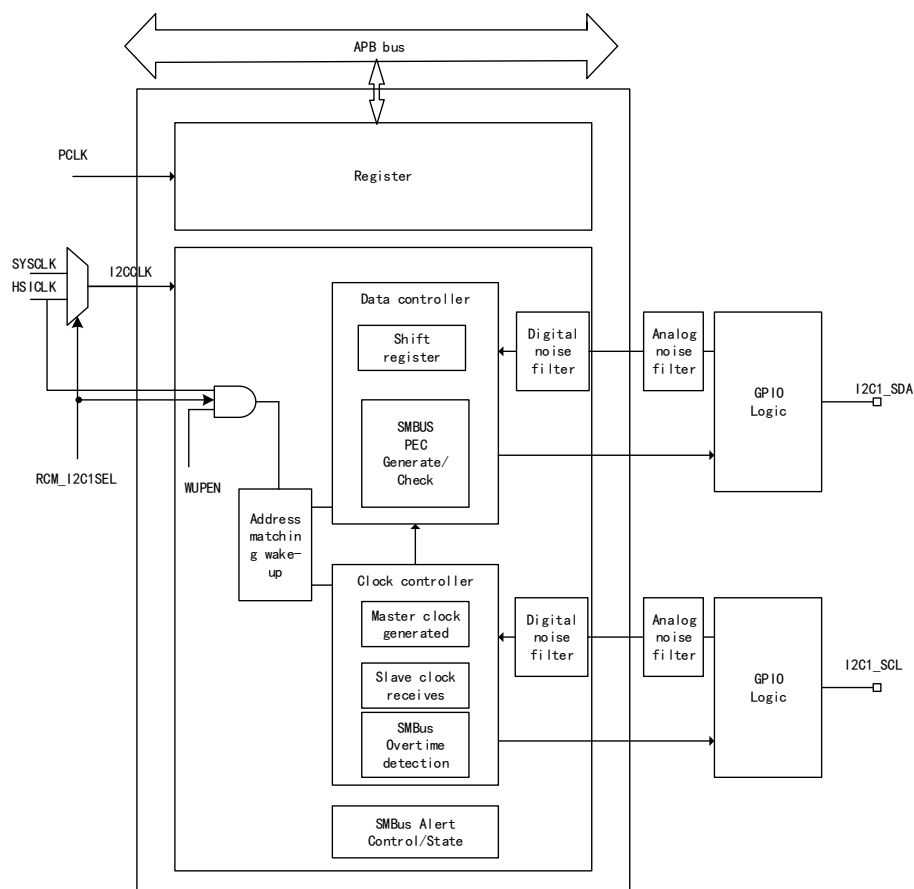 APB bus
PCLK
Register
SYSCLK
HSICLK
I2CCLK
RCM_I2C1SEL
WUPEN
Address
matchin
g wake-
up
Data controller
Shift
register
SMBUS
PEC
Generate/
Check
Digital
noise
filter
Analog
noise
filter
GPIO
Logic
I2C1_SDA
Clock controller
Master clock
generated
Slave clock
receives
SMBus
Overtime
detection
Digital
noise
filter
Analog
noise
filter
GPIO
Logic
I2C1_SCL
SMBus Alert
Control/State